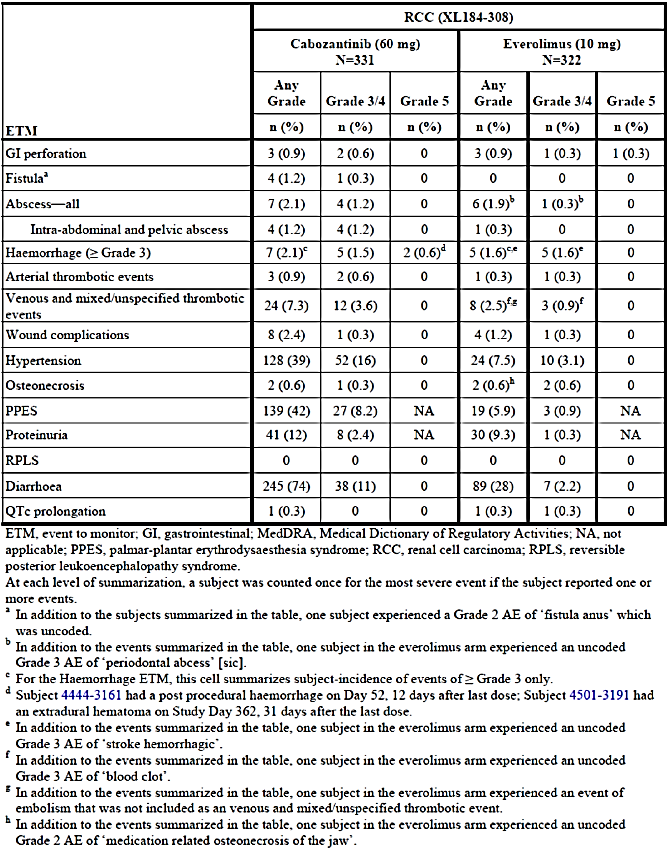 RCC (XL184-308)
Cabozantinib (60 mg) Everolimus (10 mg)
N=331 N=322
Any Grade Grade 3/4 Grade 5 Any Grade Grade 3/4 Grade 5
ETM n (%) n (%) n (%) n (%) n (%) n (%)
GI perforation 3 (0.9) 2 (0.6) 0 3 (0.9) 1 (0.3) 1 (0.3)
Fistulaᵃ 4 (1.2) 1 (0.3) 0 0 0 0
Abscess—all 7 (2.1) 4 (1.2) 0 6 (1.9)ᵇ 1 (0.3)ᵇ 0
Intra-abdominal and pelvic abscess 4 (1.2) 4 (1.2) 0 1 (0.3) 0 0
Haemorrhage (≥ Grade 3) 7 (2.1)ᶜ 5 (1.5) 2 (0.6)ᵈ 5 (1.6)ᶜ,ᵉ 5 (1.6)ᵉ 0
Arterial thrombotic events 3 (0.9) 2 (0.6) 0 1 (0.3) 1 (0.3) 0
Venous and mixed/unspecified thrombotic
events 24 (7.3) 12 (3.6) 0 8 (2.5)ᶠ,ᵍ 3 (0.9)ᶠ 0
Wound complications 8 (2.4) 1 (0.3) 0 4 (1.2) 1 (0.3) 0
Hypertension 128 (39) 52 (16) 0 24 (7.5) 10 (3.1) 0
Osteonecrosis 2 (0.6) 1 (0.3) 0 2 (0.6)ʰ 2 (0.6) 0
PPES 139 (42) 27 (8.2) NA 19 (5.9) 3 (0.9) NA
Proteinuria 41 (12) 8 (2.4) NA 30 (9.3) 1 (0.3) NA
RPLS 0 0 0 0 0 0
Diarrhoea 245 (74) 38 (11) 0 89 (28) 7 (2.2) 0
QTc prolongation 1 (0.3) 0 0 1 (0.3) 1 (0.3) 0
ETM, event to monitor; GI, gastrointestinal; MedDRA, Medical Dictionary of Regulatory Activities; NA, not
applicable; PPES, palmar-plantar erythrodysaesthesia syndrome; RCC, renal cell carcinoma; RPLS, reversible
posterior leukoencephalopathy syndrome.
At each level of summarization, a subject was counted once for the most severe event if the subject reported one or
more events.
ᵃ In addition to the subjects summarized in the table, one subject experienced a Grade 2 AE of ‘fistula anus’ which
was uncoded.
ᵇ In addition to the events summarized in the table, one subject in the everolimus arm experienced an uncoded
Grade 3 AE of ‘periodontal abcess’ [sic].
ᶜ For the Haemorrhage ETM, this cell summarizes subject-incidence of events of ≥ Grade 3 only.
ᵈ Subject 4444-3161 had a post procedural haemorrhage on Day 52, 12 days after last dose; Subject 4501-3191 had
an extradural hematoma on Study Day 362, 31 days after the last dose.
ᵉ In addition to the events summarized in the table, one subject in the everolimus arm experienced an uncoded
Grade 3 AE of ‘stroke hemorrhagic’.
ᶠ In addition to the events summarized in the table, one subject in the everolimus arm experienced an uncoded
Grade 3 AE of ‘blood clot’.
ᵍ In addition to the events summarized in the table, one subject in the everolimus arm experienced an event of
embolism that was not included as an venous and mixed/unspecified thrombotic event.
ʰ In addition to the events summarized in the table, one subject in the everolimus arm experienced an uncoded
Grade 2 AE of ‘medication related osteonecrosis of the jaw’.